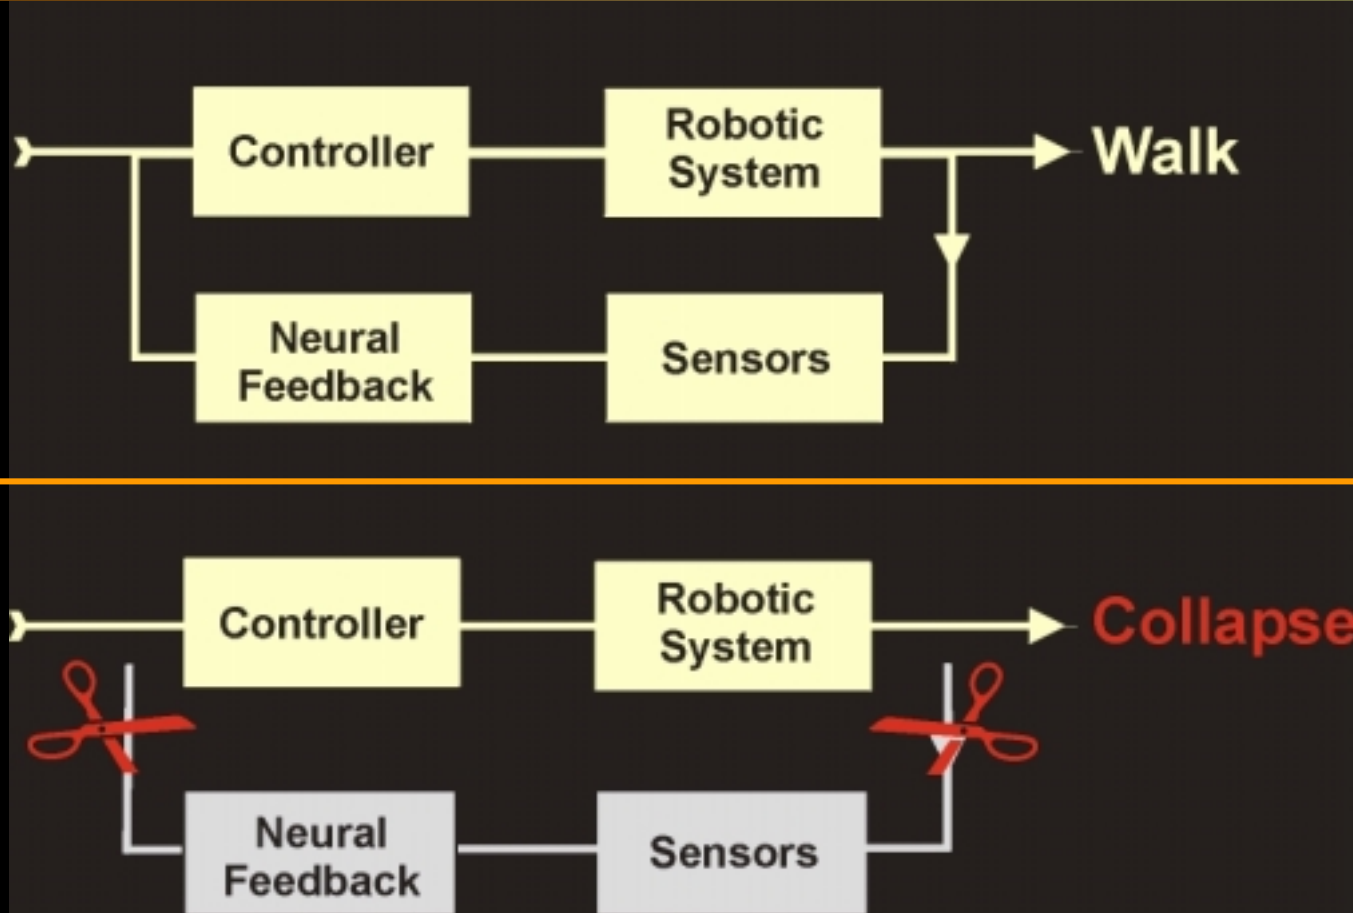 Controller
Robotic
System
Walk
Neural
Feedback
Sensors
Controller
Robotic
System
Collapse
Neural
Feedback
Sensors